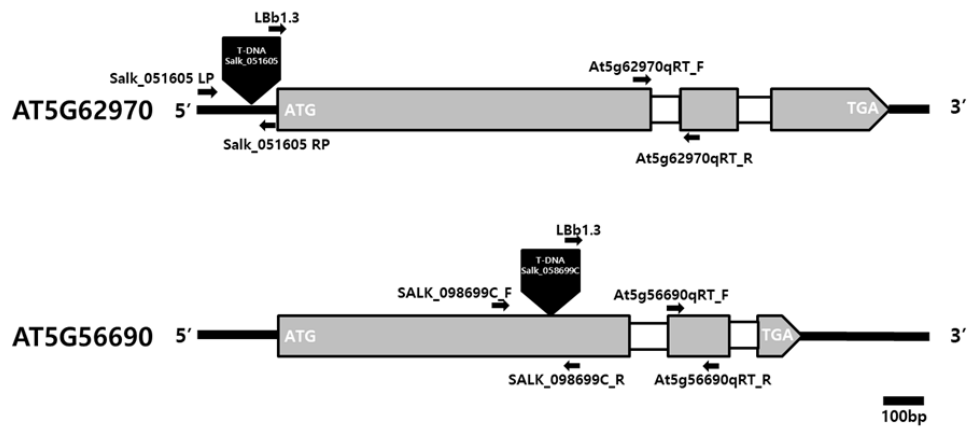 LBb1.3
T-DNA
Salk_051605
Salk_051605 LP
At5g62970qRT_F
AT5G62970 5′ ATG TGA 3′
Salk_051605 RP
At5g62970qRT_R
LBb1.3
T-DNA
Salk_058699C
SALK_098699C_F
At5g56690qRT_F
AT5G56690 5′ ATG TGA 3′
SALK_098699C_R
At5g56690qRT_R
100bp